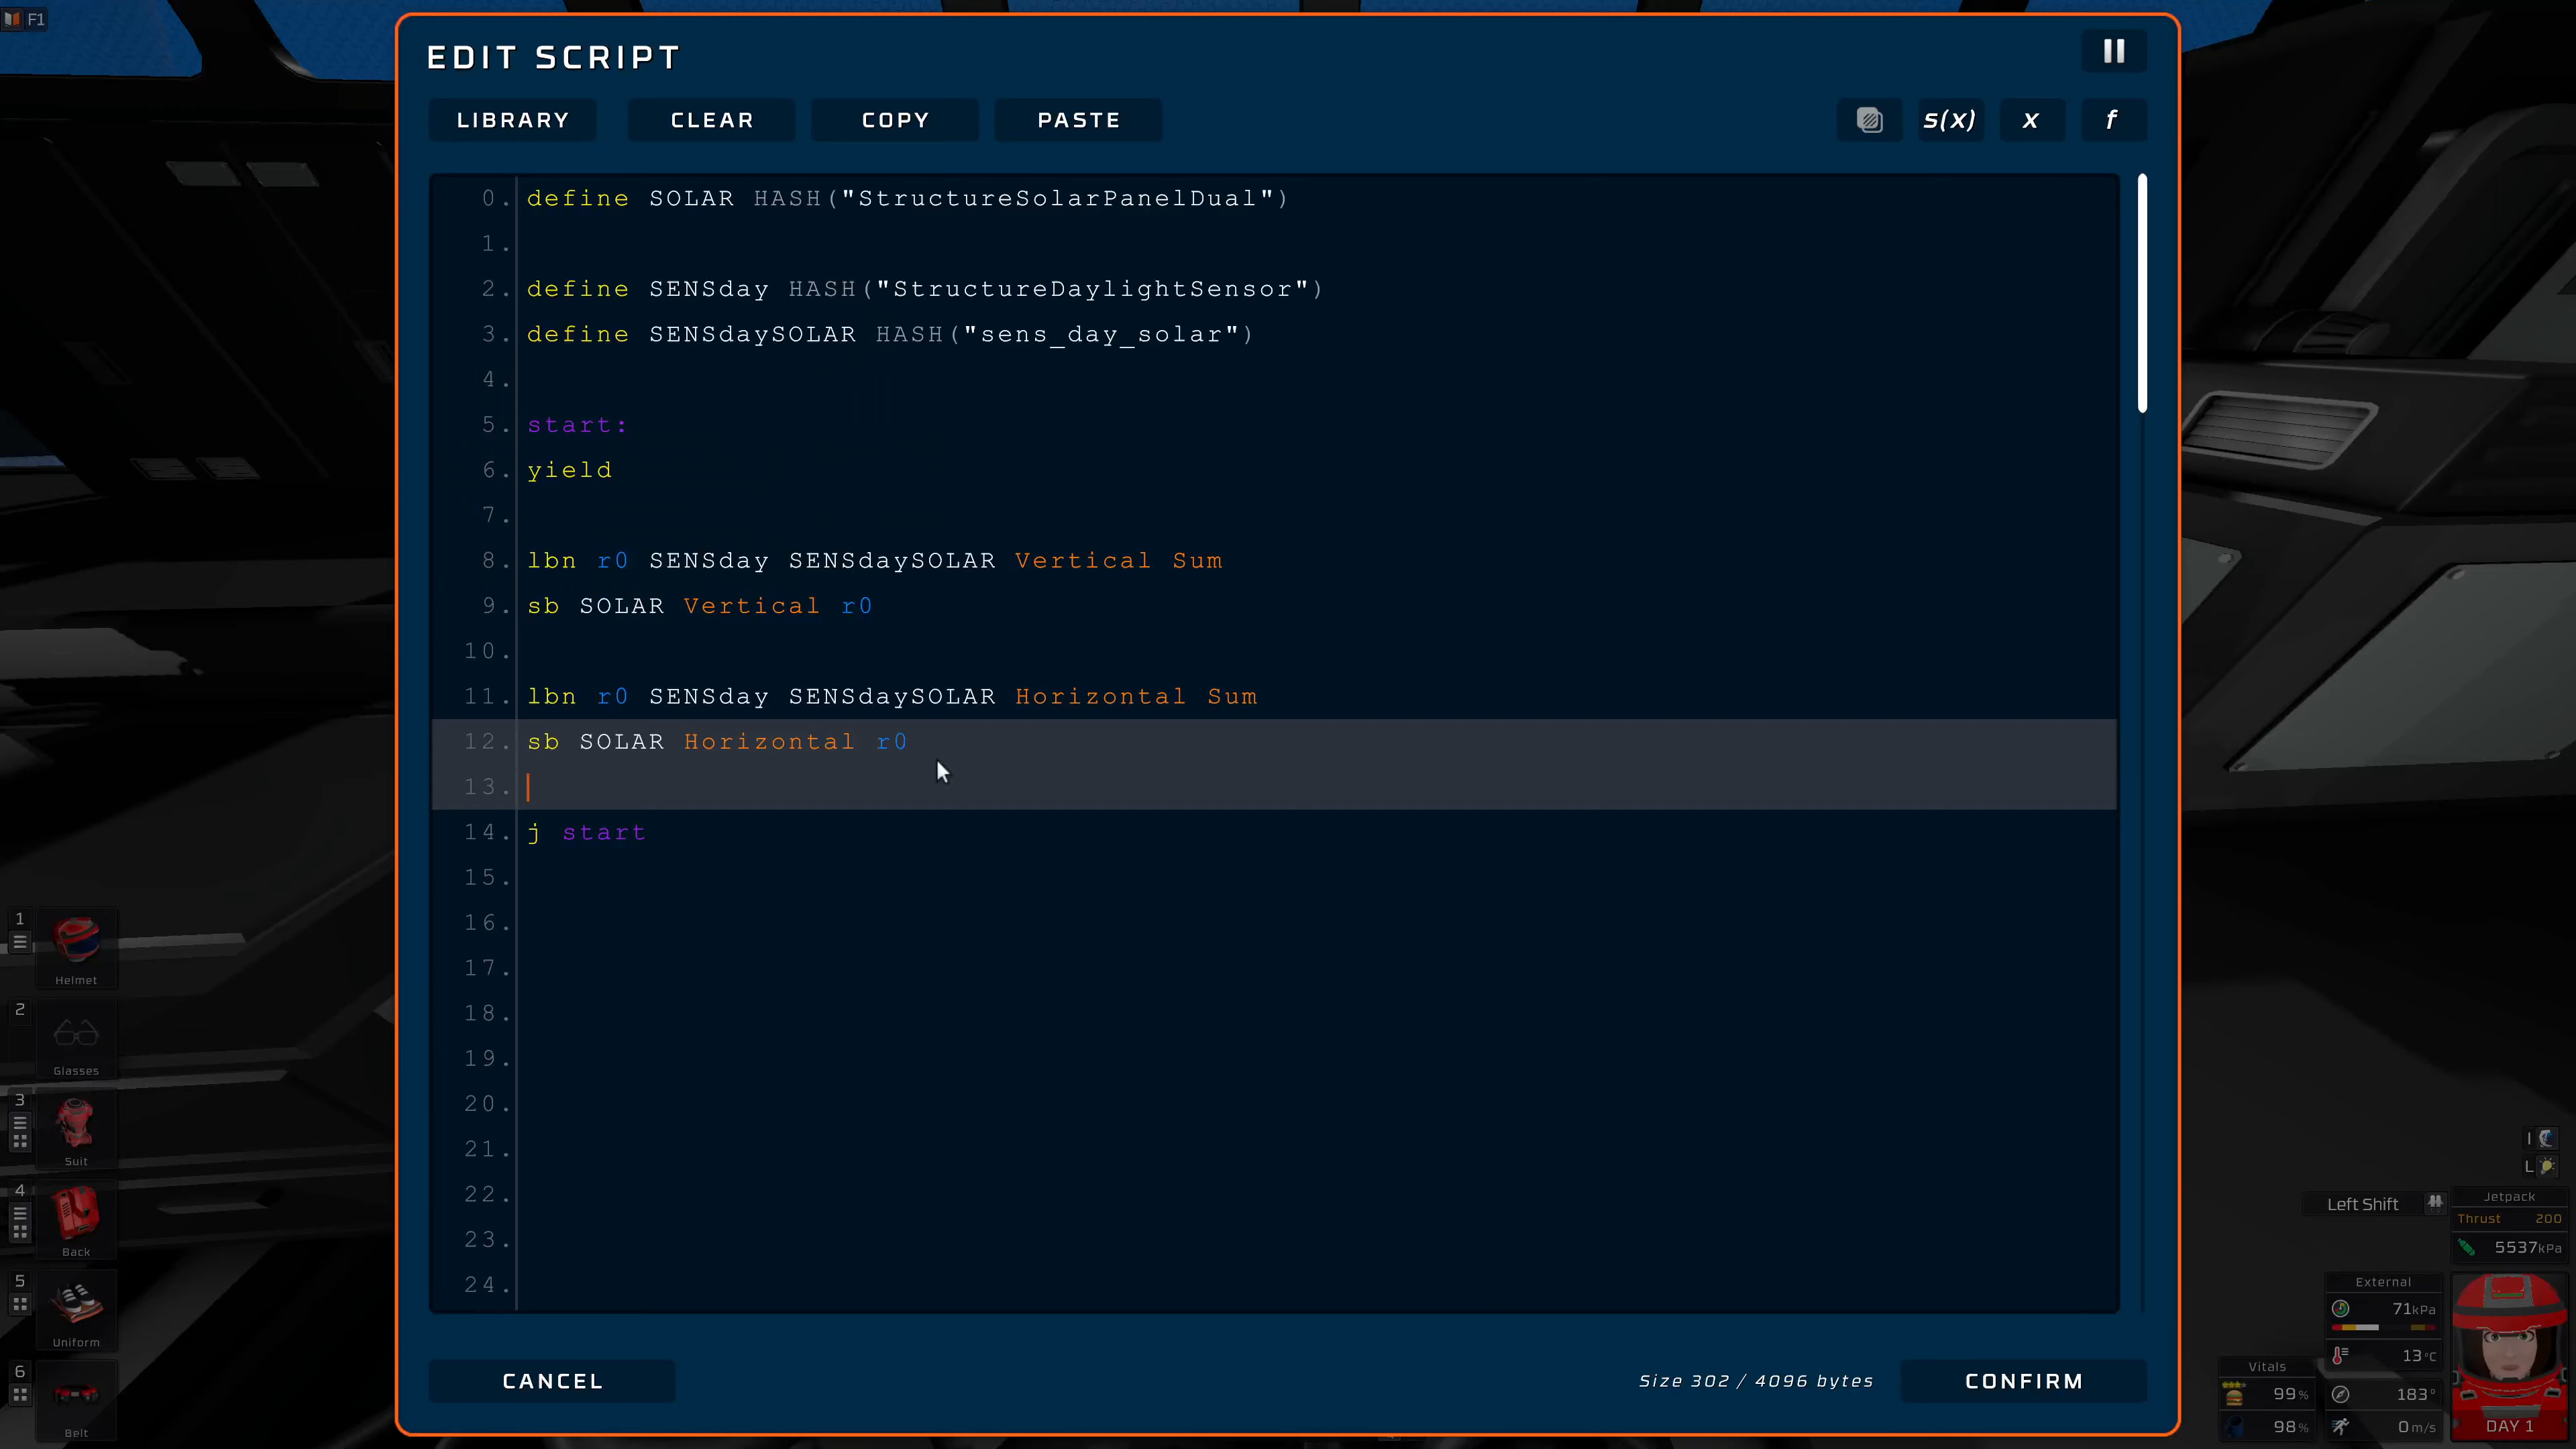 F1
EDIT SCRIPT
LIBRARY CLEAR COPY PASTE s(x) x f
0. define SOLAR HASH("StructureSolarPanelDual")
1.
2. define SENSday HASH("StructureDaylightSensor")
3. define SENSdaySOLAR HASH("sens_day_solar")
4.
5. start:
6. yield
7.
8. lbn r0 SENSday SENSdaySOLAR Vertical Sum
9. sb SOLAR Vertical r0
10.
11. lbn r0 SENSday SENSdaySOLAR Horizontal Sum
12. sb SOLAR Horizontal r0
13.
14. j start
15.
16.
17.
18.
19.
20.
21.
22.
23.
24.
CANCEL Size 302 / 4096 bytes CONFIRM
1
Helmet
2
Glasses
3
Suit
4
Back
5
Uniform
6
Belt
I
L
Left Shift
Jetpack
Thrust 200
5537kPa
External
71kPa
13°C
Vitals
99% 183°
98% 0m/s
DAY 1